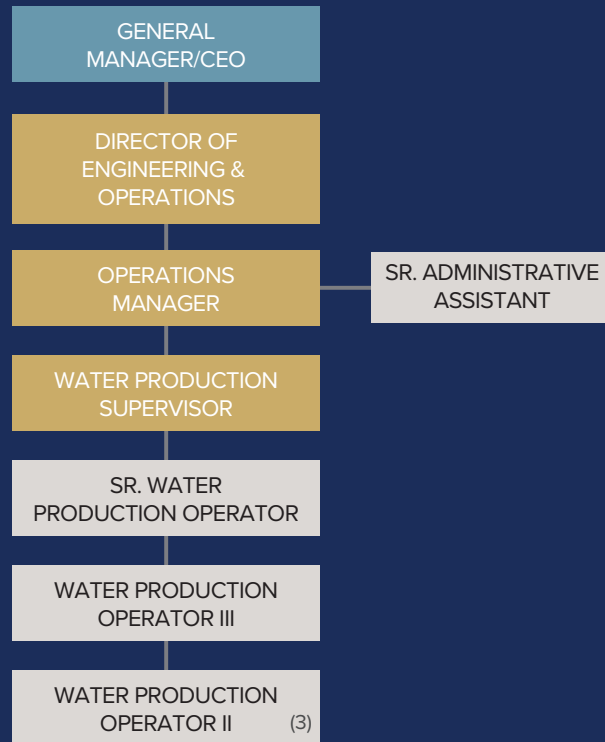 GENERAL
MANAGER/CEO
DIRECTOR OF
ENGINEERING &
OPERATIONS
OPERATIONS
MANAGER
SR. ADMINISTRATIVE
ASSISTANT
WATER PRODUCTION
SUPERVISOR
SR. WATER
PRODUCTION OPERATOR
WATER PRODUCTION
OPERATOR III
WATER PRODUCTION
OPERATOR II (3)